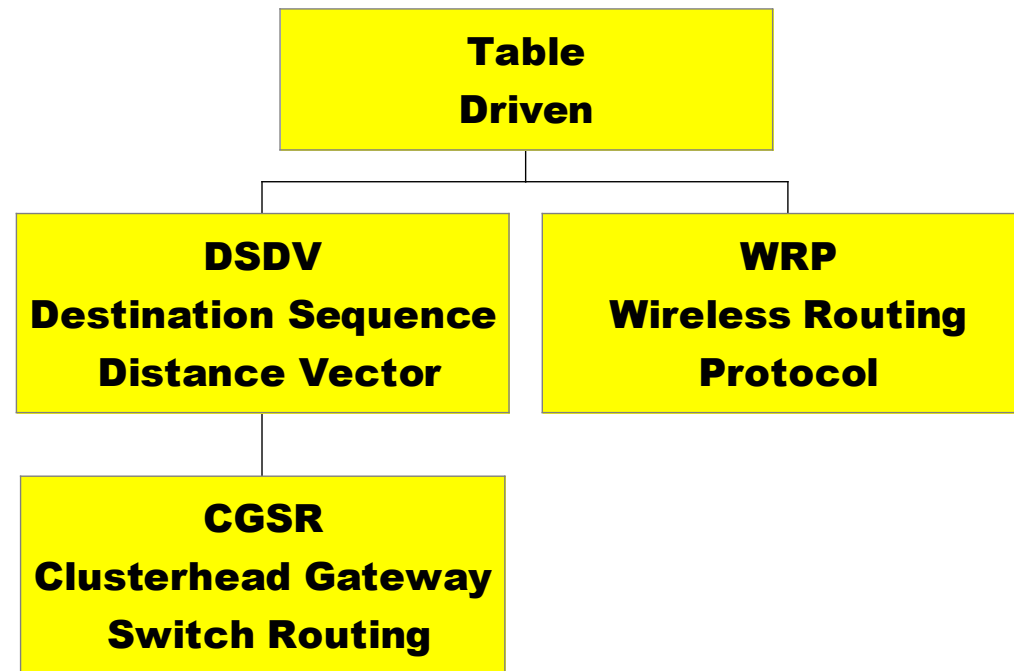 Table
Driven
DSDV
Destination Sequence
Distance Vector
WRP
Wireless Routing
Protocol
CGSR
Clusterhead Gateway
Switch Routing